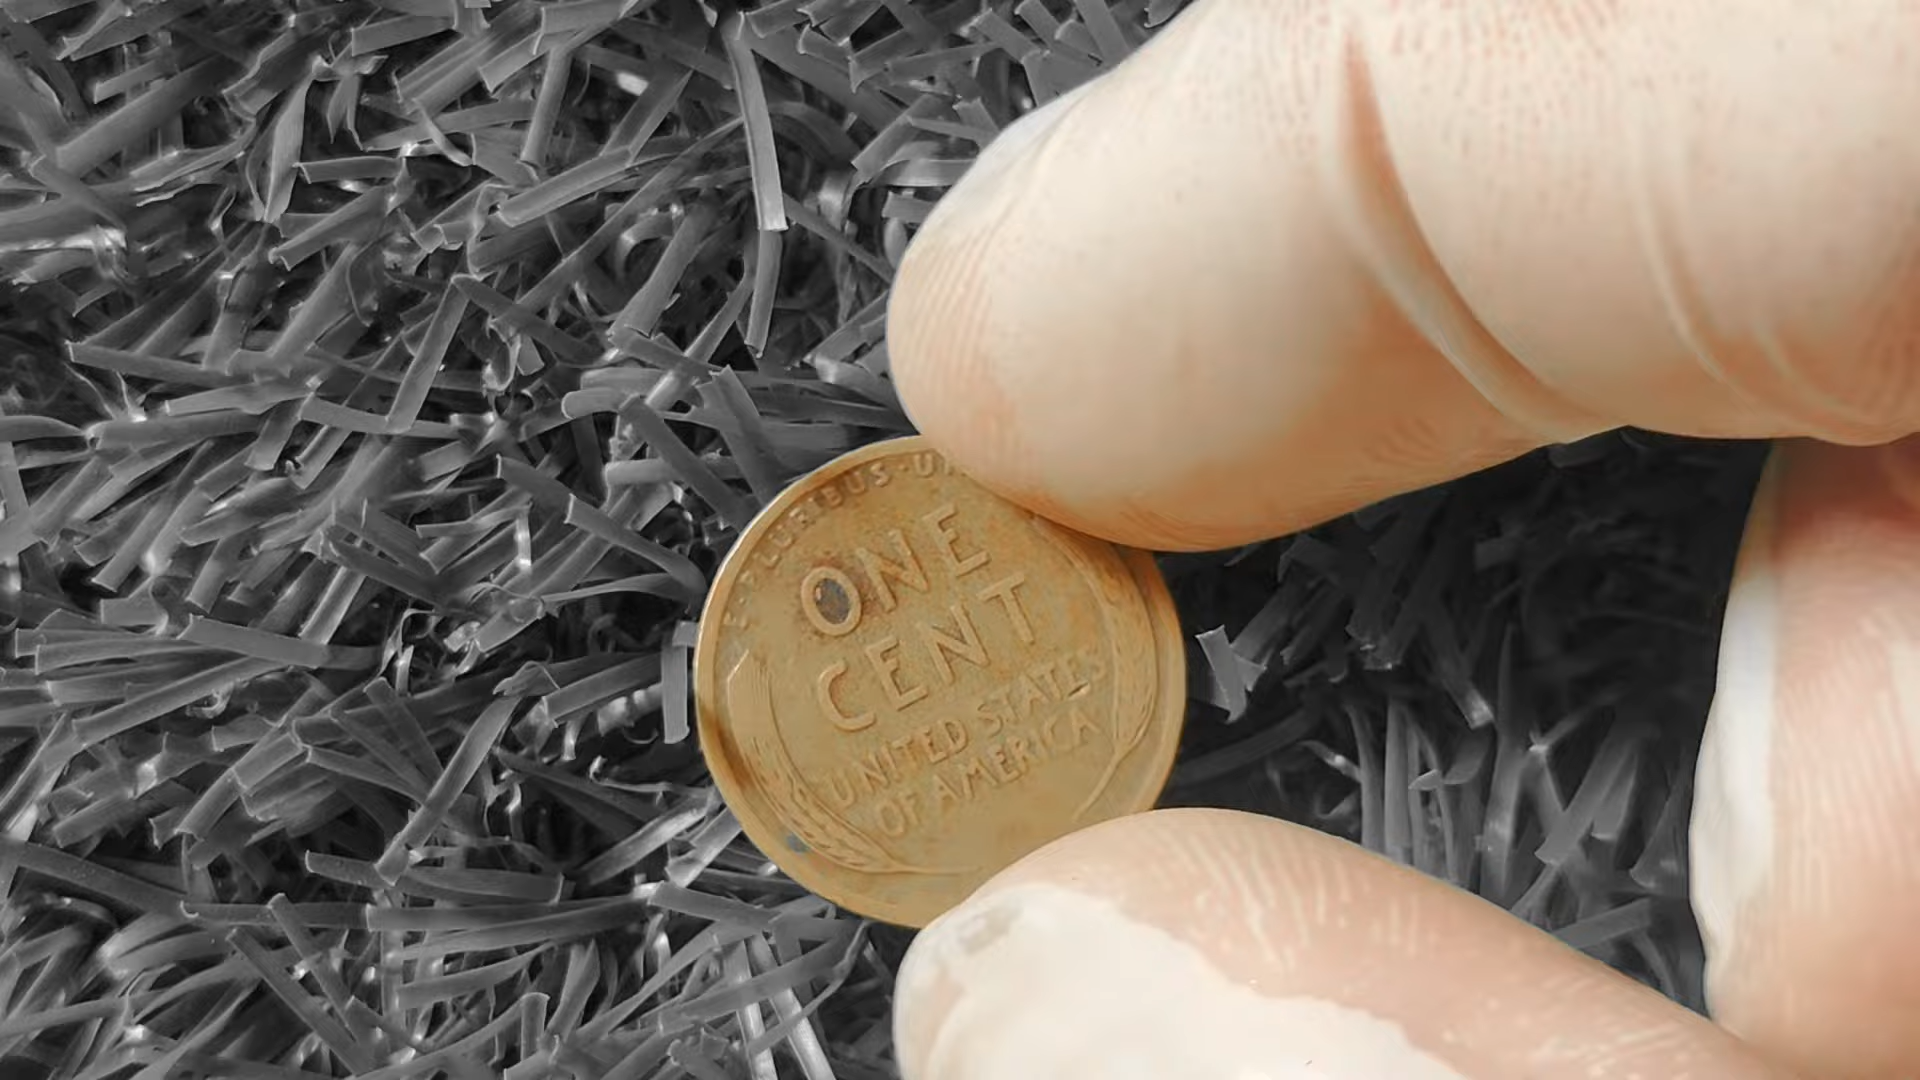 E·PLURIBUS·U
ONE
CENT
UNITED STATES
OF AMERICA